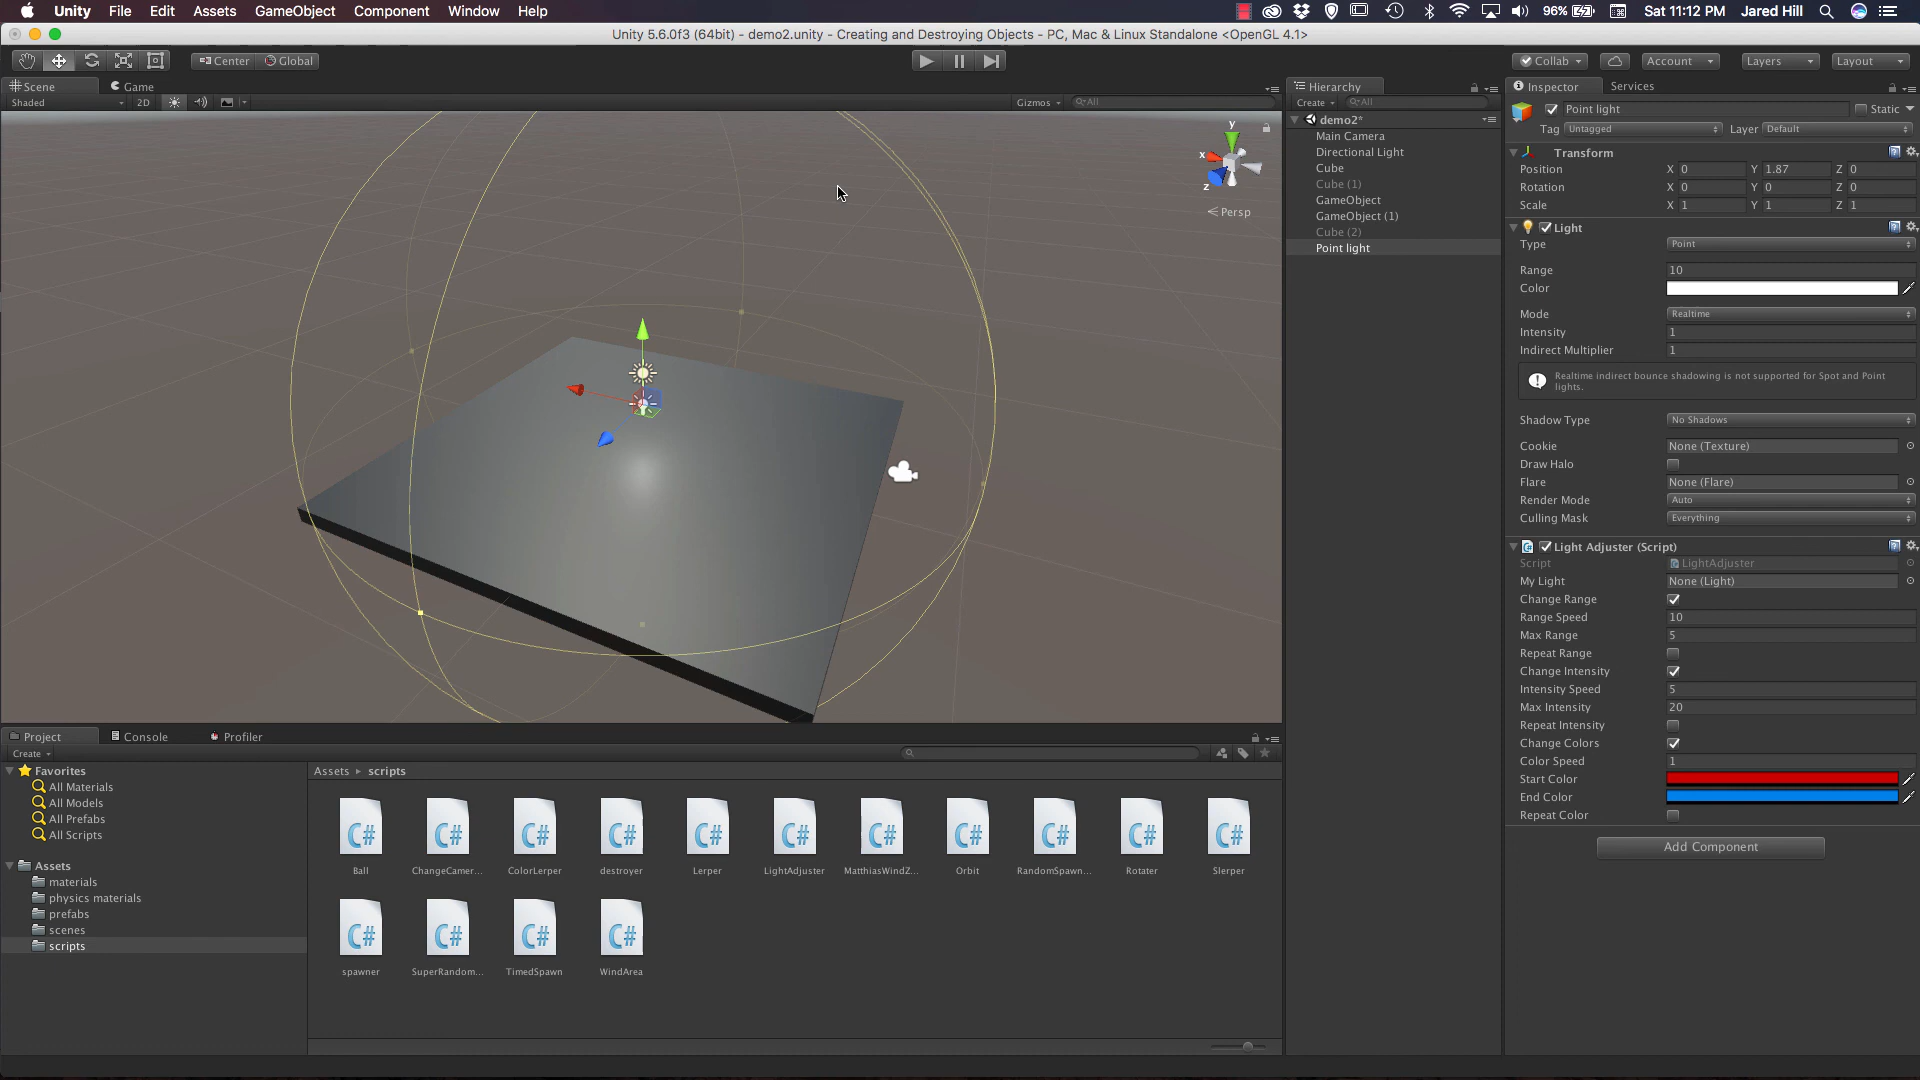 Unity File Edit Assets GameObject Component Window Help 96% Sat 11:12 PM Jared Hill
Unity 5.6.0f3 (64bit) - demo2.unity - Creating and Destroying Objects - PC, Mac & Linux Standalone <OpenGL 4.1>
Center Global Collab Account Layers Layout
Scene Game
Shaded 2D Gizmos All
y
x
z
Persp
Hierarchy
Create All
demo2*
Main Camera
Directional Light
Cube
Cube (1)
GameObject
GameObject (1)
Cube (2)
Point light
Inspector Services
Point light Static
Tag Untagged Layer Default
Transform
Position X 0 Y 1.87 Z 0
Rotation X 0 Y 0 Z 0
Scale X 1 Y 1 Z 1
Light
Type Point
Range 10
Color
Mode Realtime
Intensity 1
Indirect Multiplier 1
Realtime indirect bounce shadowing is not supported for Spot and Point
lights.
Shadow Type No Shadows
Cookie None (Texture)
Draw Halo
Flare None (Flare)
Render Mode Auto
Culling Mask Everything
Light Adjuster (Script)
Script LightAdjuster
My Light None (Light)
Change Range
Range Speed 10
Max Range 5
Repeat Range
Change Intensity
Intensity Speed 5
Max Intensity 20
Repeat Intensity
Change Colors
Color Speed 1
Start Color
End Color
Repeat Color
Add Component
Project Console Profiler
Create
Favorites
All Materials
All Models
All Prefabs
All Scripts
Assets
materials
physics materials
prefabs
scenes
scripts
Assets scripts
C# C# C# C# C# C# C# C# C# C# C#
Ball ChangeCamer... ColorLerper destroyer Lerper LightAdjuster MatthiasWindZ... Orbit RandomSpawn... Rotater Slerper
C# C# C# C#
spawner SuperRandom... TimedSpawn WindArea